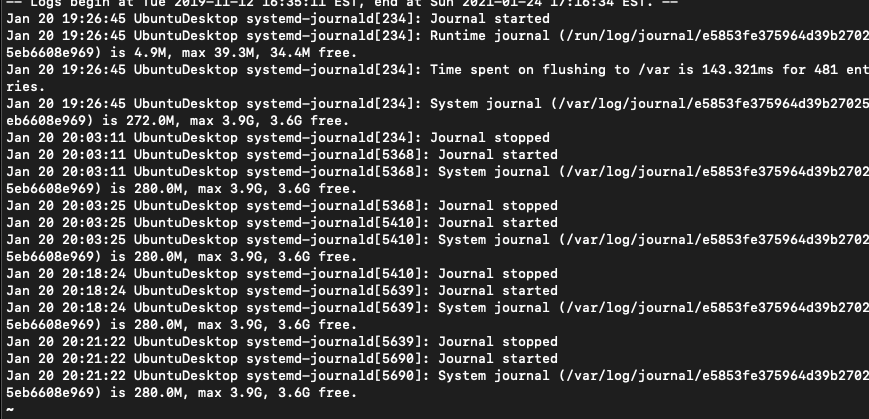 -- Logs begin at Tue 2019-11-12 16:35:11 EST, end at Sun 2021-01-24 17:16:34 EST. --
Jan 20 19:26:45 UbuntuDesktop systemd-journald[234]: Journal started
Jan 20 19:26:45 UbuntuDesktop systemd-journald[234]: Runtime journal (/run/log/journal/e5853fe375964d39b2702
5eb6608e969) is 4.9M, max 39.3M, 34.4M free.
Jan 20 19:26:45 UbuntuDesktop systemd-journald[234]: Time spent on flushing to /var is 143.321ms for 481 ent
ries.
Jan 20 19:26:45 UbuntuDesktop systemd-journald[234]: System journal (/var/log/journal/e5853fe375964d39b27025
eb6608e969) is 272.0M, max 3.9G, 3.6G free.
Jan 20 20:03:11 UbuntuDesktop systemd-journald[234]: Journal stopped
Jan 20 20:03:11 UbuntuDesktop systemd-journald[5368]: Journal started
Jan 20 20:03:11 UbuntuDesktop systemd-journald[5368]: System journal (/var/log/journal/e5853fe375964d39b2702
5eb6608e969) is 280.0M, max 3.9G, 3.6G free.
Jan 20 20:03:25 UbuntuDesktop systemd-journald[5368]: Journal stopped
Jan 20 20:03:25 UbuntuDesktop systemd-journald[5410]: Journal started
Jan 20 20:03:25 UbuntuDesktop systemd-journald[5410]: System journal (/var/log/journal/e5853fe375964d39b2702
5eb6608e969) is 280.0M, max 3.9G, 3.6G free.
Jan 20 20:18:24 UbuntuDesktop systemd-journald[5410]: Journal stopped
Jan 20 20:18:24 UbuntuDesktop systemd-journald[5639]: Journal started
Jan 20 20:18:24 UbuntuDesktop systemd-journald[5639]: System journal (/var/log/journal/e5853fe375964d39b2702
5eb6608e969) is 280.0M, max 3.9G, 3.6G free.
Jan 20 20:21:22 UbuntuDesktop systemd-journald[5639]: Journal stopped
Jan 20 20:21:22 UbuntuDesktop systemd-journald[5690]: Journal started
Jan 20 20:21:22 UbuntuDesktop systemd-journald[5690]: System journal (/var/log/journal/e5853fe375964d39b2702
5eb6608e969) is 280.0M, max 3.9G, 3.6G free.
~